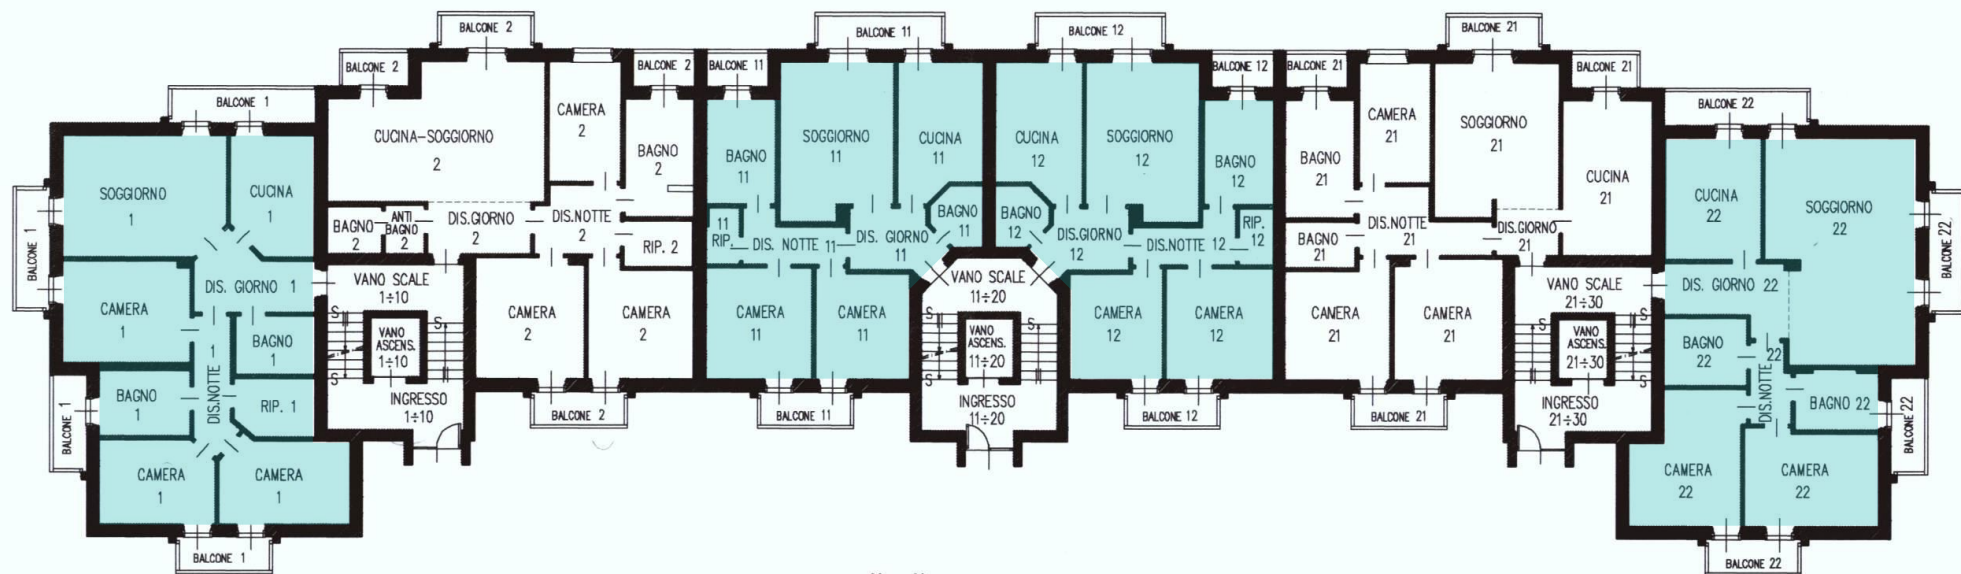 BALCONE 1
BALCONE 1
SOGGIORNO
1
CUCINA
1
CAMERA
1
DIS. GIORNO 1
BAGNO
1
DIS.NOTTE 1
BAGNO
1
RIP. 1
BALCONE 1
CAMERA
1
CAMERA
1
BALCONE 1
BALCONE 2
BALCONE 2
BALCONE 2
CUCINA-SOGGIORNO
2
CAMERA
2
BAGNO
2
BAGNO
2
ANTI
BAGNO
2
DIS.GIORNO
2
DIS.NOTTE
2
RIP. 2
VANO SCALE
1÷10
S
S
VANO
ASCENS.
1÷10
S
S
INGRESSO
1÷10
CAMERA
2
CAMERA
2
BALCONE 2
BALCONE 11
BALCONE 11
SOGGIORNO
11
CUCINA
11
BAGNO
11
11
RIP.
DIS. NOTTE 11
DIS. GIORNO
11
BAGNO
11
CAMERA
11
CAMERA
11
BALCONE 11
VANO SCALE
11÷20
S
S
VANO
ASCENS.
11÷20
S
S
INGRESSO
11÷20
BALCONE 12
BALCONE 12
CUCINA
12
SOGGIORNO
12
BAGNO
12
BAGNO
12
DIS.GIORNO
12
DIS.NOTTE 12
RIP.
12
CAMERA
12
CAMERA
12
BALCONE 12
BALCONE 21
BALCONE 21
BALCONE 21
CAMERA
21
SOGGIORNO
21
BAGNO
21
CUCINA
21
BAGNO
21
DIS.NOTTE
21
DIS.GIORNO
21
CAMERA
21
CAMERA
21
BALCONE 21
VANO SCALE
21÷30
S
S
VANO
ASCENS.
21÷30
S
S
INGRESSO
21÷30
BALCONE 22
CUCINA
22
SOGGIORNO
22
BALCONE 22
DIS. GIORNO 22
BAGNO
22
DIS.NOTTE 22
BAGNO 22
BALCONE 22
CAMERA
22
CAMERA
22
BALCONE 22